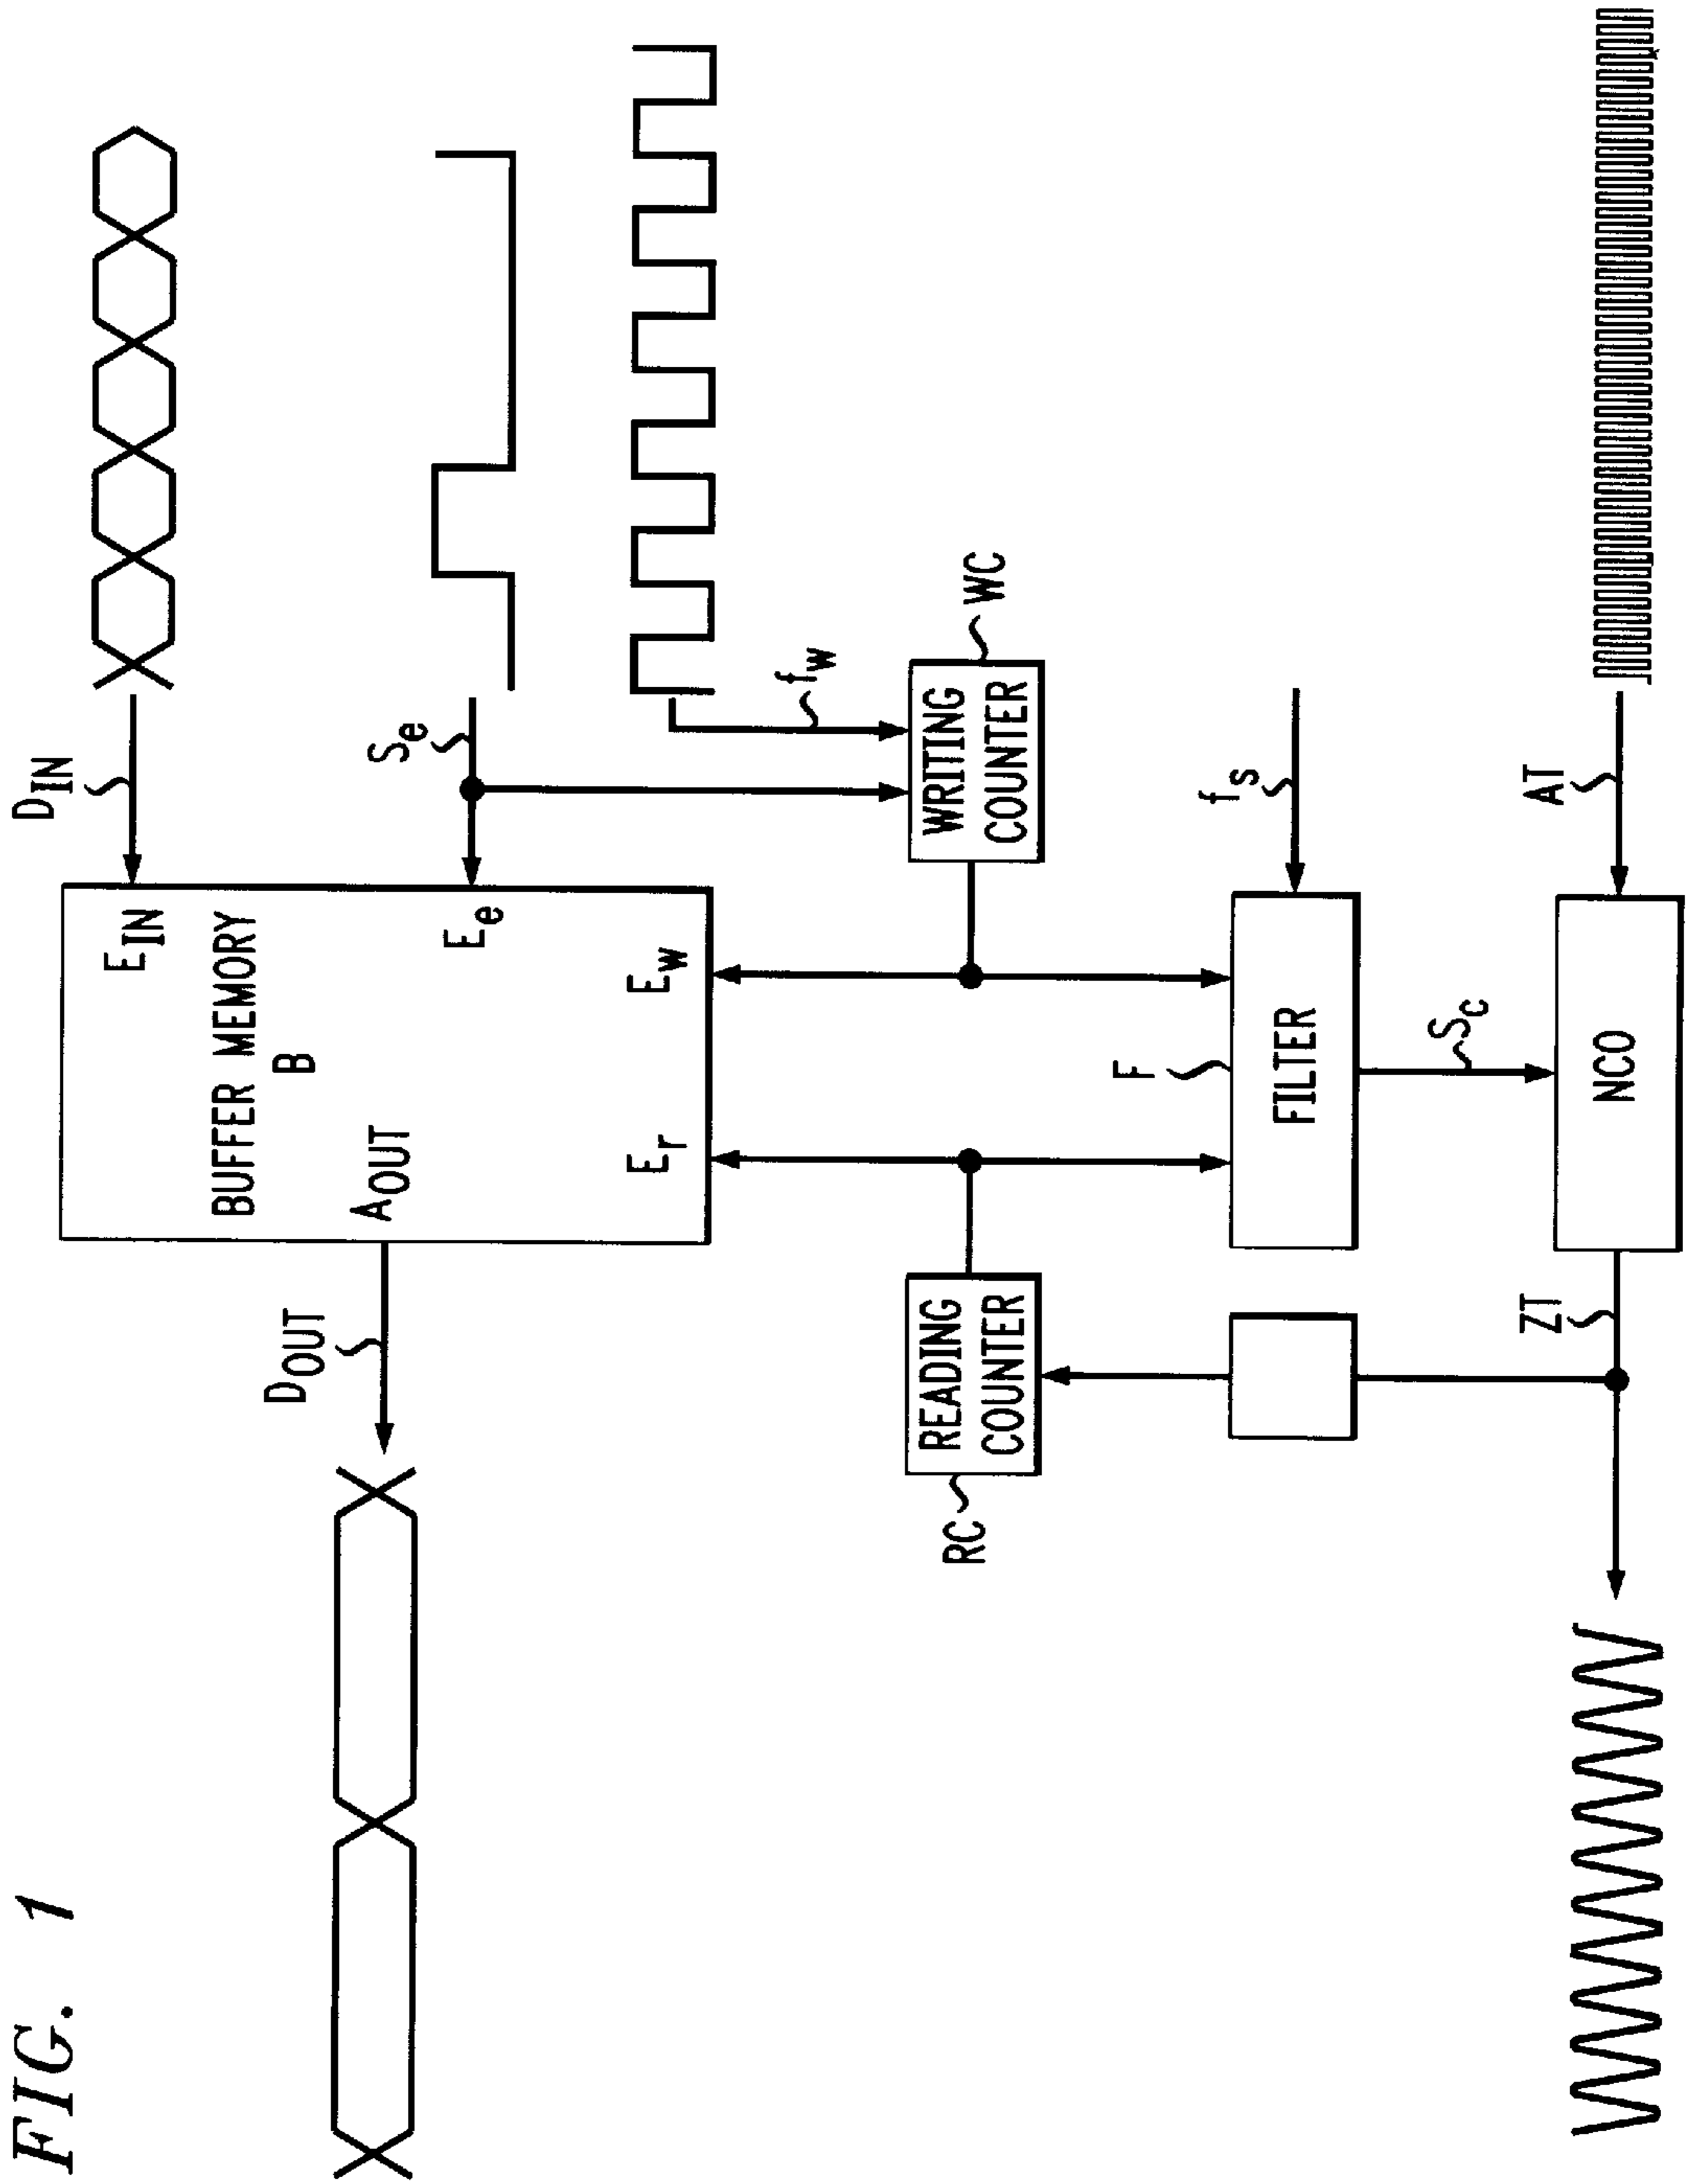 FIG. 1
D_IN
E_IN
BUFFER MEMORY
B
A_OUT
D_OUT
S_e
E_e
E_r
E_w
f_w
WRITING
COUNTER
WC
READING
COUNTER
RC
F
FILTER
f_s
S_c
NCO
AT
ZT